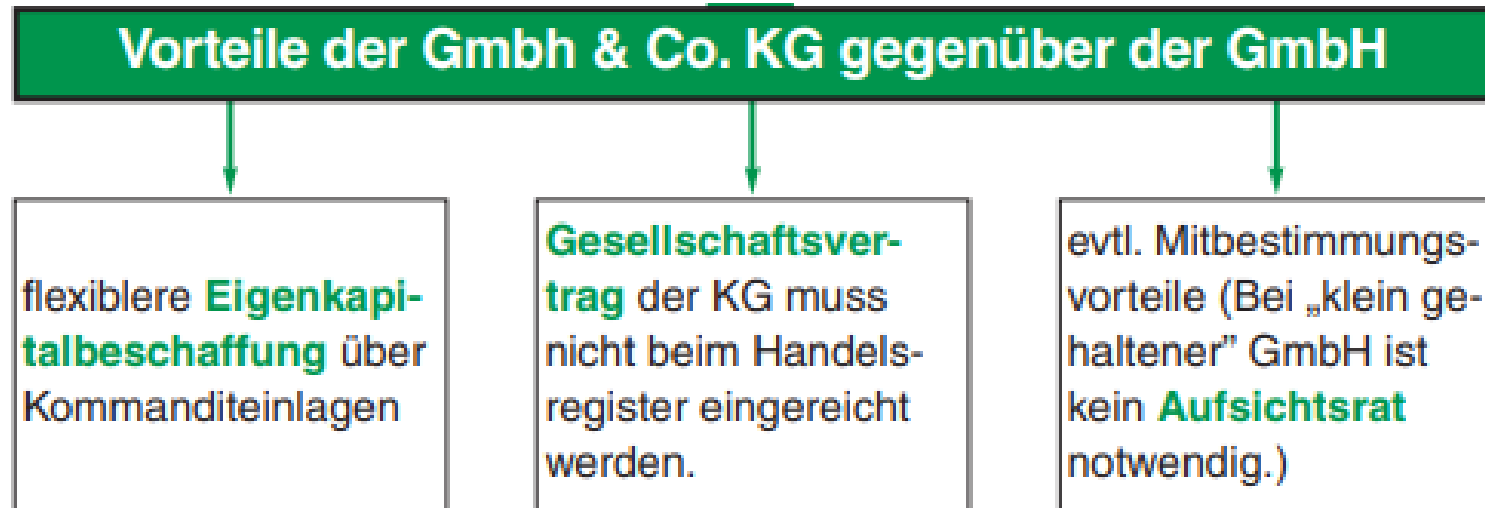 Vorteile der Gmbh & Co. KG gegenüber der GmbH
flexiblere Eigenkapi-
talbeschaffung über
Kommanditeinlagen
Gesellschaftsver-
trag der KG muss
nicht beim Handels-
register eingereicht
werden.
evtl. Mitbestimmungs-
vorteile (Bei „klein ge-
haltener” GmbH ist
kein Aufsichtsrat
notwendig.)